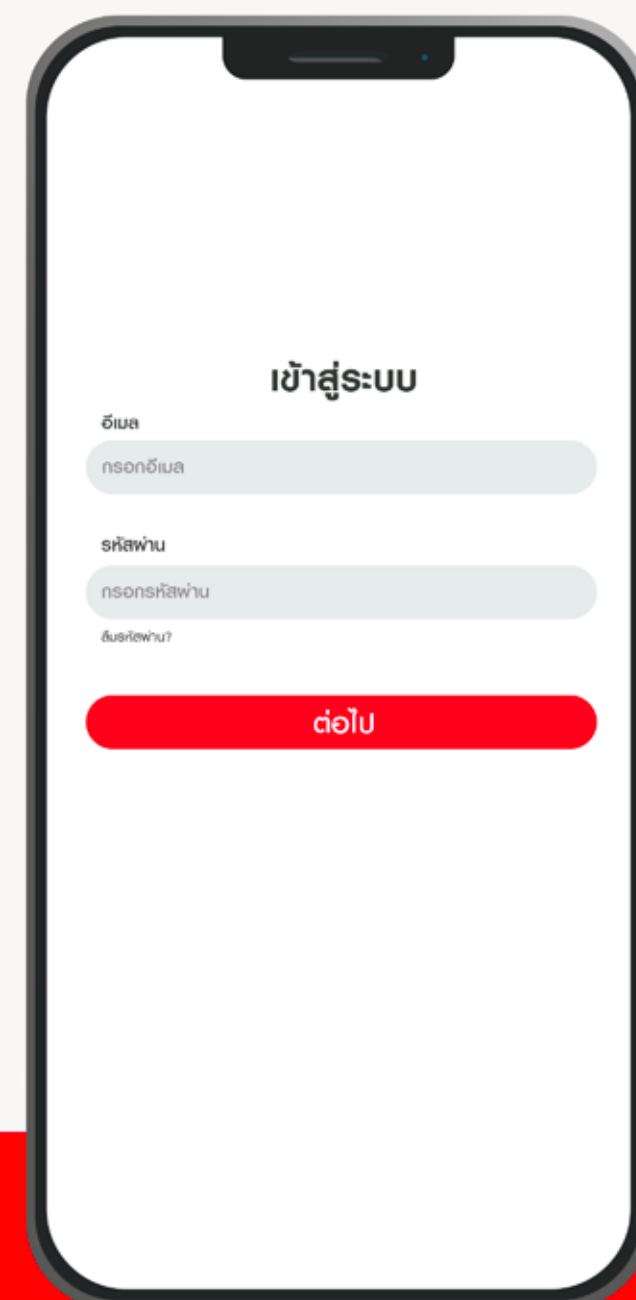 เข้าสู่ระบบ
อีเมล
กรอกอีเมล
รหัสผ่าน
กรอกรหัสผ่าน
ลืมรหัสผ่าน?
ต่อไป